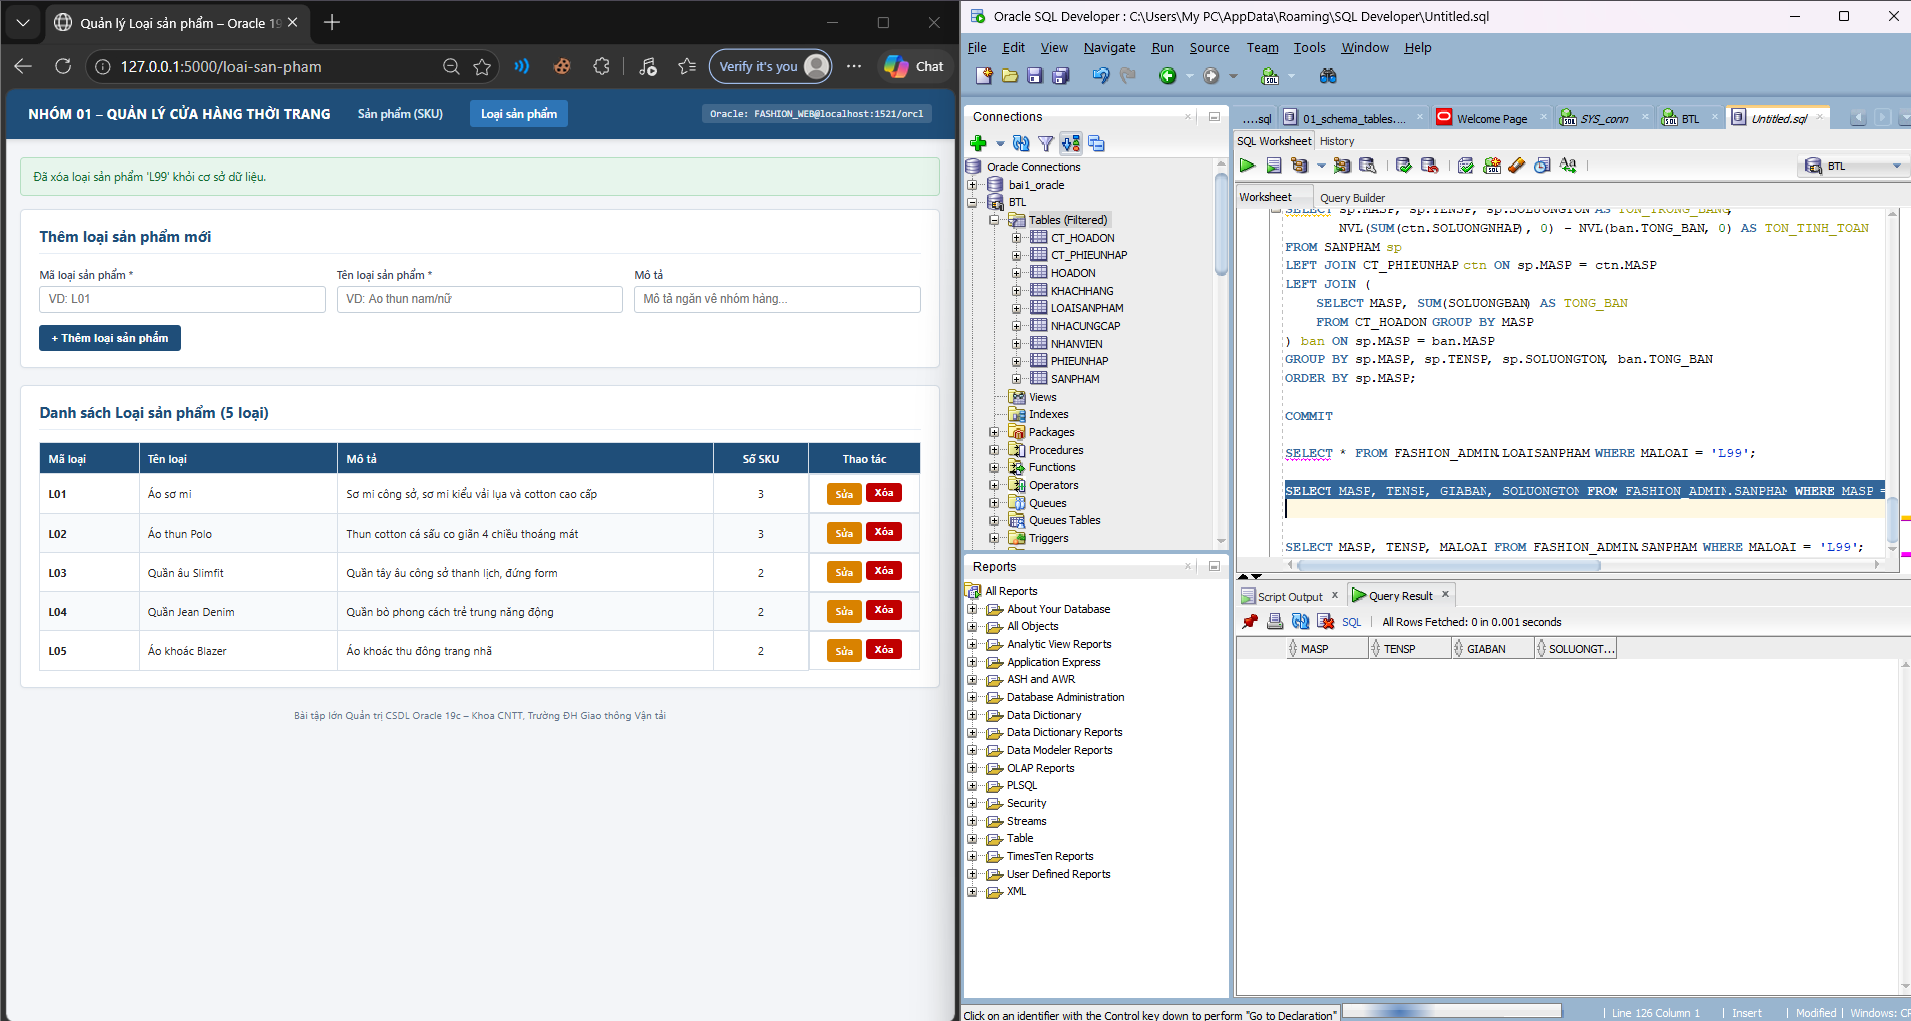 Quản lý Loại sản phẩm – Oracle 19
127.0.0.1:5000/loai-san-pham
Verify it's you
Chat
NHÓM 01 – QUẢN LÝ CỬA HÀNG THỜI TRANG
Sản phẩm (SKU)
Loại sản phẩm
Oracle: FASHION_WEB@localhost:1521/orcl
Đã xóa loại sản phẩm 'L99' khỏi cơ sở dữ liệu.
Thêm loại sản phẩm mới
Mã loại sản phẩm *
Tên loại sản phẩm *
Mô tả
VD: L01
VD: Áo thun nam/nữ
Mô tả ngắn về nhóm hàng...
+ Thêm loại sản phẩm
Danh sách Loại sản phẩm (5 loại)
Mã loại
Tên loại
Mô tả
Số SKU
Thao tác
L01
Áo sơ mi
Sơ mi công sở, sơ mi kiểu vải lụa và cotton cao cấp
3
Sửa
Xóa
L02
Áo thun Polo
Thun cotton cá sấu co giãn 4 chiều thoáng mát
3
Sửa
Xóa
L03
Quần âu Slimfit
Quần tây âu công sở thanh lịch, đứng form
2
Sửa
Xóa
L04
Quần Jean Denim
Quần bò phong cách trẻ trung năng động
2
Sửa
Xóa
L05
Áo khoác Blazer
Áo khoác thu đông trang nhã
2
Sửa
Xóa
Bài tập lớn Quản trị CSDL Oracle 19c – Khoa CNTT, Trường ĐH Giao thông Vận tải
Oracle SQL Developer : C:\Users\My PC\AppData\Roaming\SQL Developer\Untitled.sql
File Edit View Navigate Run Source Team Tools Window Help
Connections
Oracle Connections
bai1_oracle
BTL
Tables (Filtered)
CT_HOADON
CT_PHIEUNHAP
HOADON
KHACHHANG
LOAISANPHAM
NHACUNGCAP
NHANVIEN
PHIEUNHAP
SANPHAM
Views
Indexes
Packages
Procedures
Functions
Operators
Queues
Queues Tables
Triggers
Reports
All Reports
About Your Database
All Objects
Analytic View Reports
Application Express
ASH and AWR
Database Administration
Data Dictionary
Data Dictionary Reports
Data Modeler Reports
OLAP Reports
PLSQL
Security
Streams
Table
TimesTen Reports
User Defined Reports
XML
....sql
01_schema_tables....
Welcome Page
SYS_conn
BTL
Untitled.sql
SQL Worksheet History
BTL
Worksheet Query Builder
SELECT sp.MASP, sp.TENSP, sp.SOLUONGTON AS TON_TRONG_BANG,
NVL(SUM(ctn.SOLUONGNHAP), 0) - NVL(ban.TONG_BAN, 0) AS TON_TINH_TOAN
FROM SANPHAM sp
LEFT JOIN CT_PHIEUNHAP ctn ON sp.MASP = ctn.MASP
LEFT JOIN (
SELECT MASP, SUM(SOLUONGBAN) AS TONG_BAN
FROM CT_HOADON GROUP BY MASP
) ban ON sp.MASP = ban.MASP
GROUP BY sp.MASP, sp.TENSP, sp.SOLUONGTON, ban.TONG_BAN
ORDER BY sp.MASP;
COMMIT
SELECT * FROM FASHION_ADMIN.LOAISANPHAM WHERE MALOAI = 'L99';
SELECT MASP, TENSP, GIABAN, SOLUONGTON FROM FASHION_ADMIN.SANPHAM WHERE MASP =
SELECT MASP, TENSP, MALOAI FROM FASHION_ADMIN.SANPHAM WHERE MALOAI = 'L99';
Script Output
Query Result
SQL
All Rows Fetched: 0 in 0.001 seconds
MASP
TENSP
GIABAN
SOLUONGT...
Click on an identifier with the Control key down to perform "Go to Declaration"
Line 126 Column 1
Insert
Modified
Windows: CF